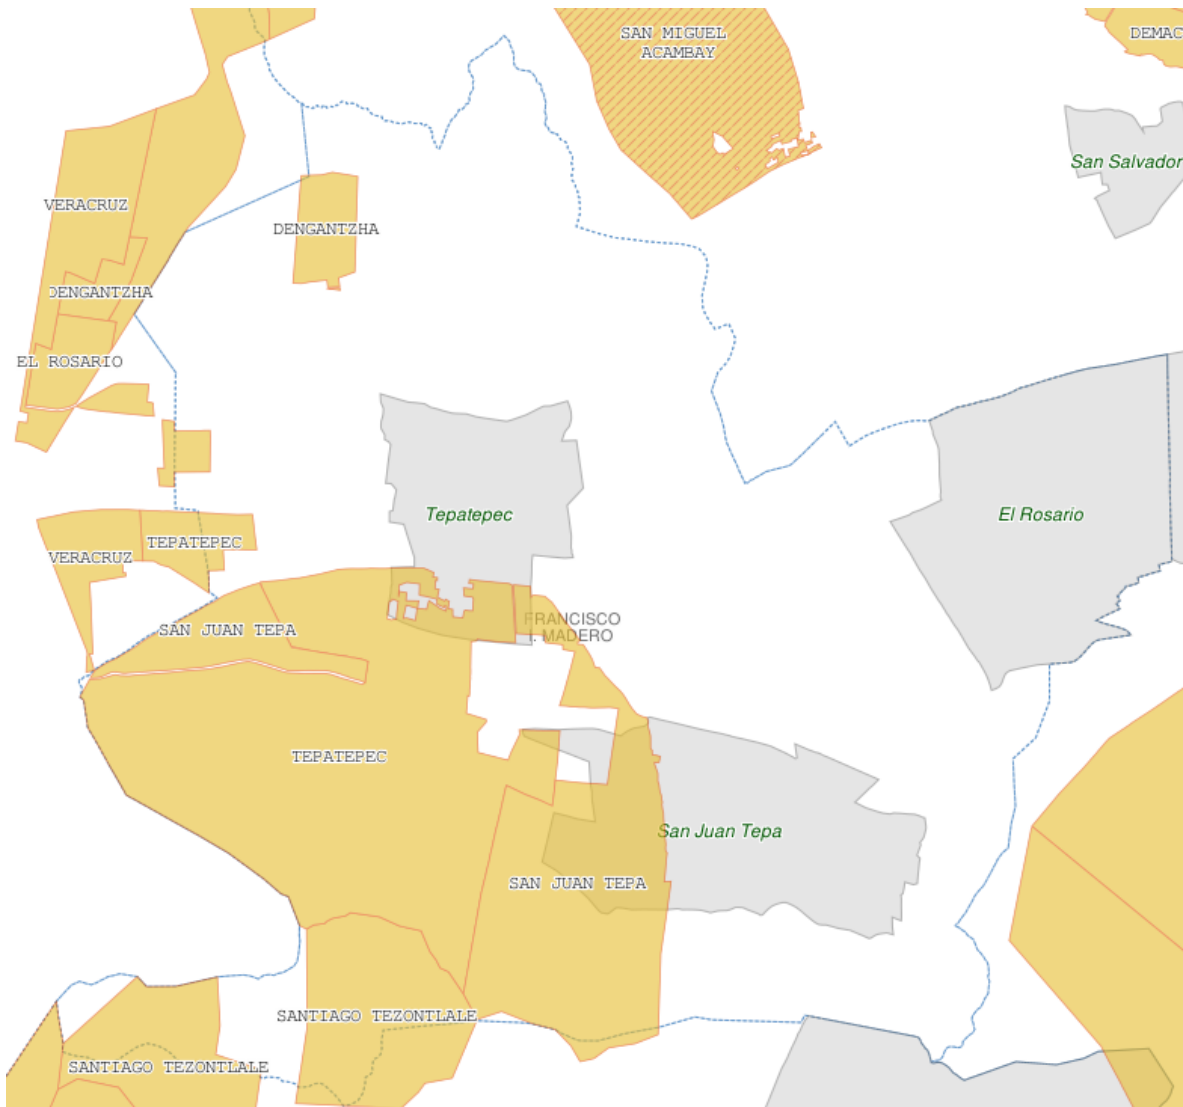 SAN MIGUEL
ACAMBAY
DEMAC
San Salvador
VERACRUZ
DENGANTZHA
DENGANTZHA
EL ROSARIO
Tepatepec
El Rosario
TEPATEPEC
VERACRUZ
FRANCISCO
I. MADERO
SAN JUAN TEPA
TEPATEPEC
San Juan Tepa
SAN JUAN TEPA
SANTIAGO TEZONTLALE
SANTIAGO TEZONTLALE